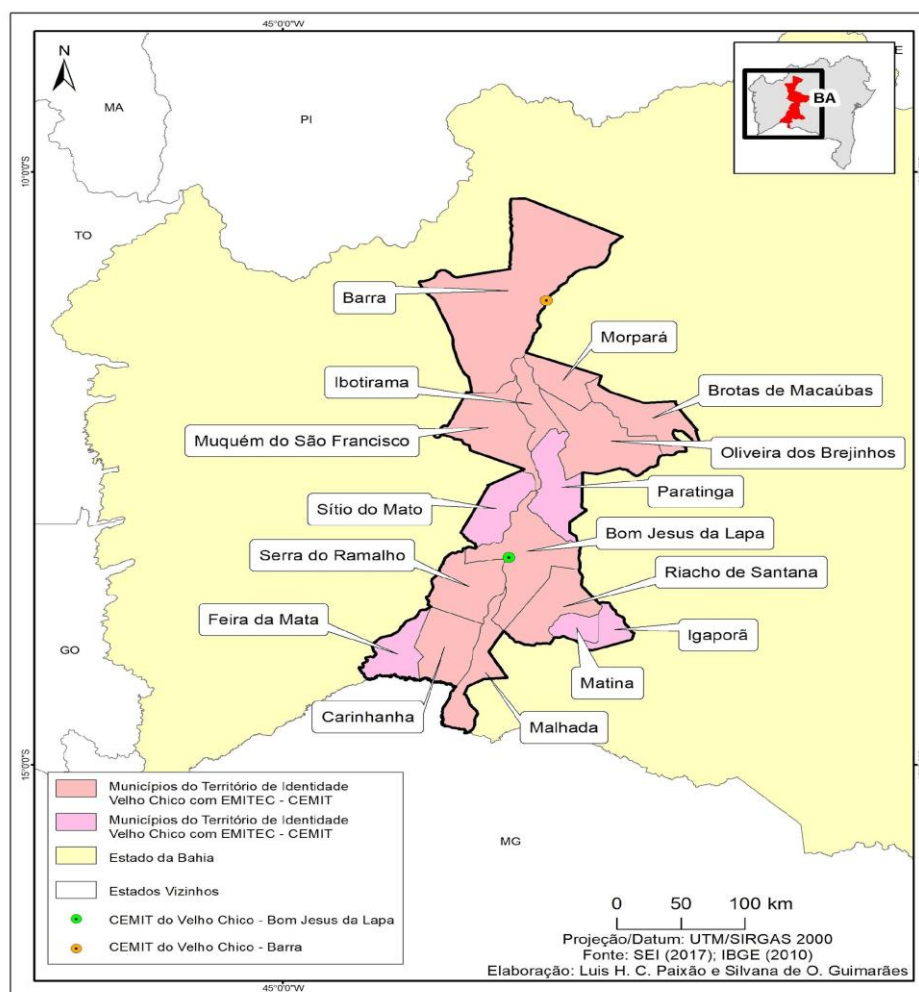 45°0'0"W
N
MA
PI
E
BA
10°0'0"S
TO
Barra
Morpará
Ibotirama
Brotas de Macaúbas
Muquém do São Francisco
Oliveira dos Brejinhos
Paratinga
Sítio do Mato
Bom Jesus da Lapa
Serra do Ramalho
Riacho de Santana
Feira da Mata
Igaporã
GO
Matina
Carinhanha
Malhada
15°0'0"S
Municípios do Território de Identidade
Velho Chico com EMITEC - CEMIT
Municípios do Território de Identidade
Velho Chico com EMITEC - CEMIT
Estado da Bahia
Estados Vizinhos
CEMIT do Velho Chico - Bom Jesus da Lapa
CEMIT do Velho Chico - Barra
MG
0 50 100 km
Projeção/Datum: UTM/SIRGAS 2000
Fonte: SEI (2017); IBGE (2010)
Elaboração: Luis H. C. Paixão e Silvana de O. Guimarães
45°0'0"W